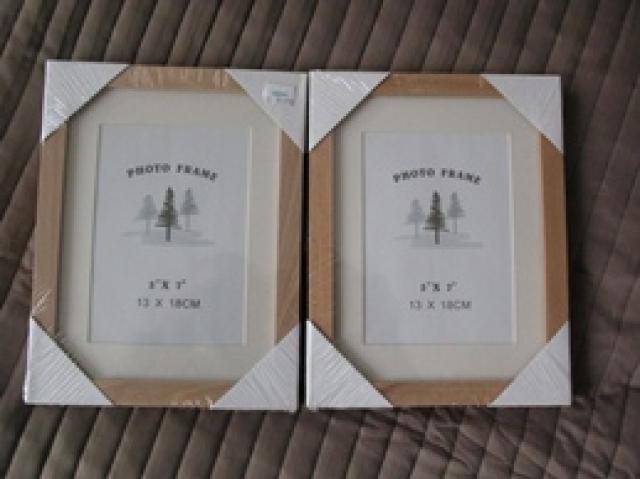 PHOTO FRAME
5" X 7"
13 X 18CM
PHOTO FRAME
5" X 7"
13 X 18CM